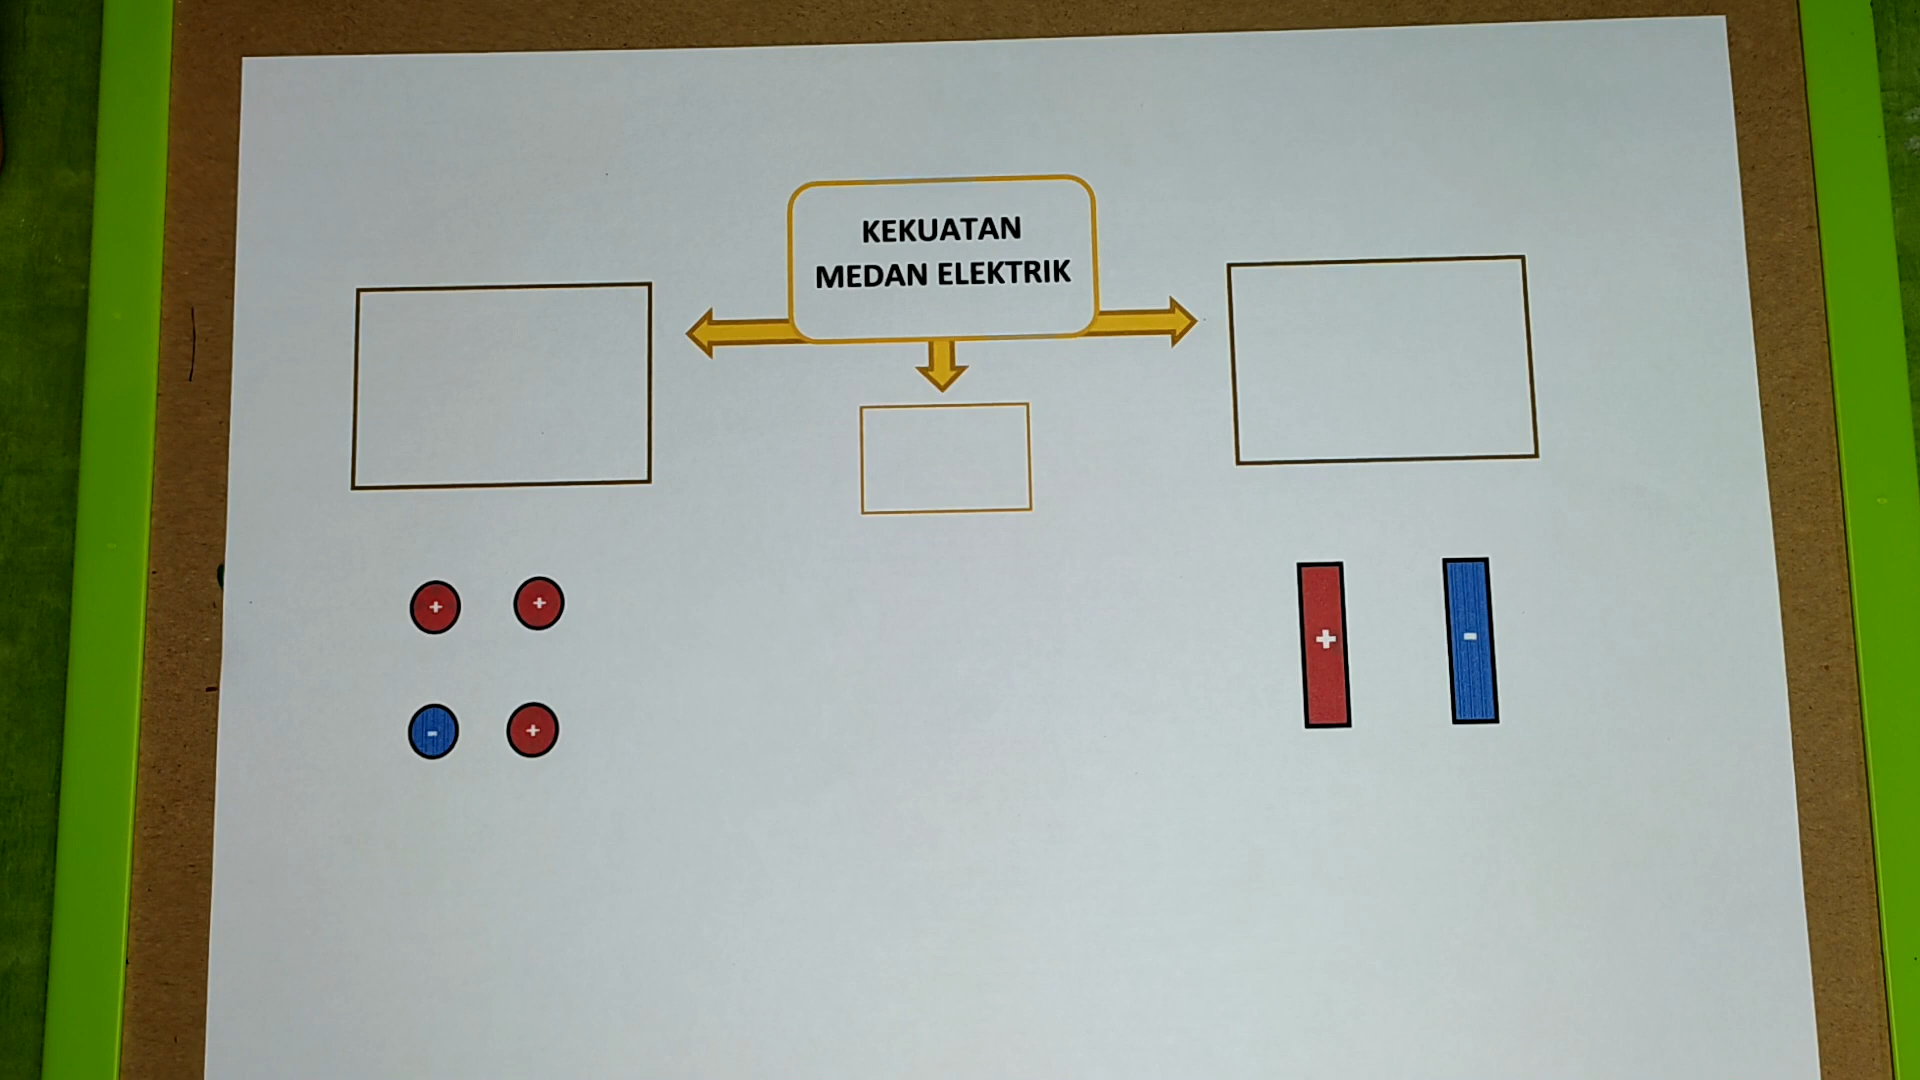 KEKUATAN
MEDAN ELEKTRIK
+ +
- +
+ -